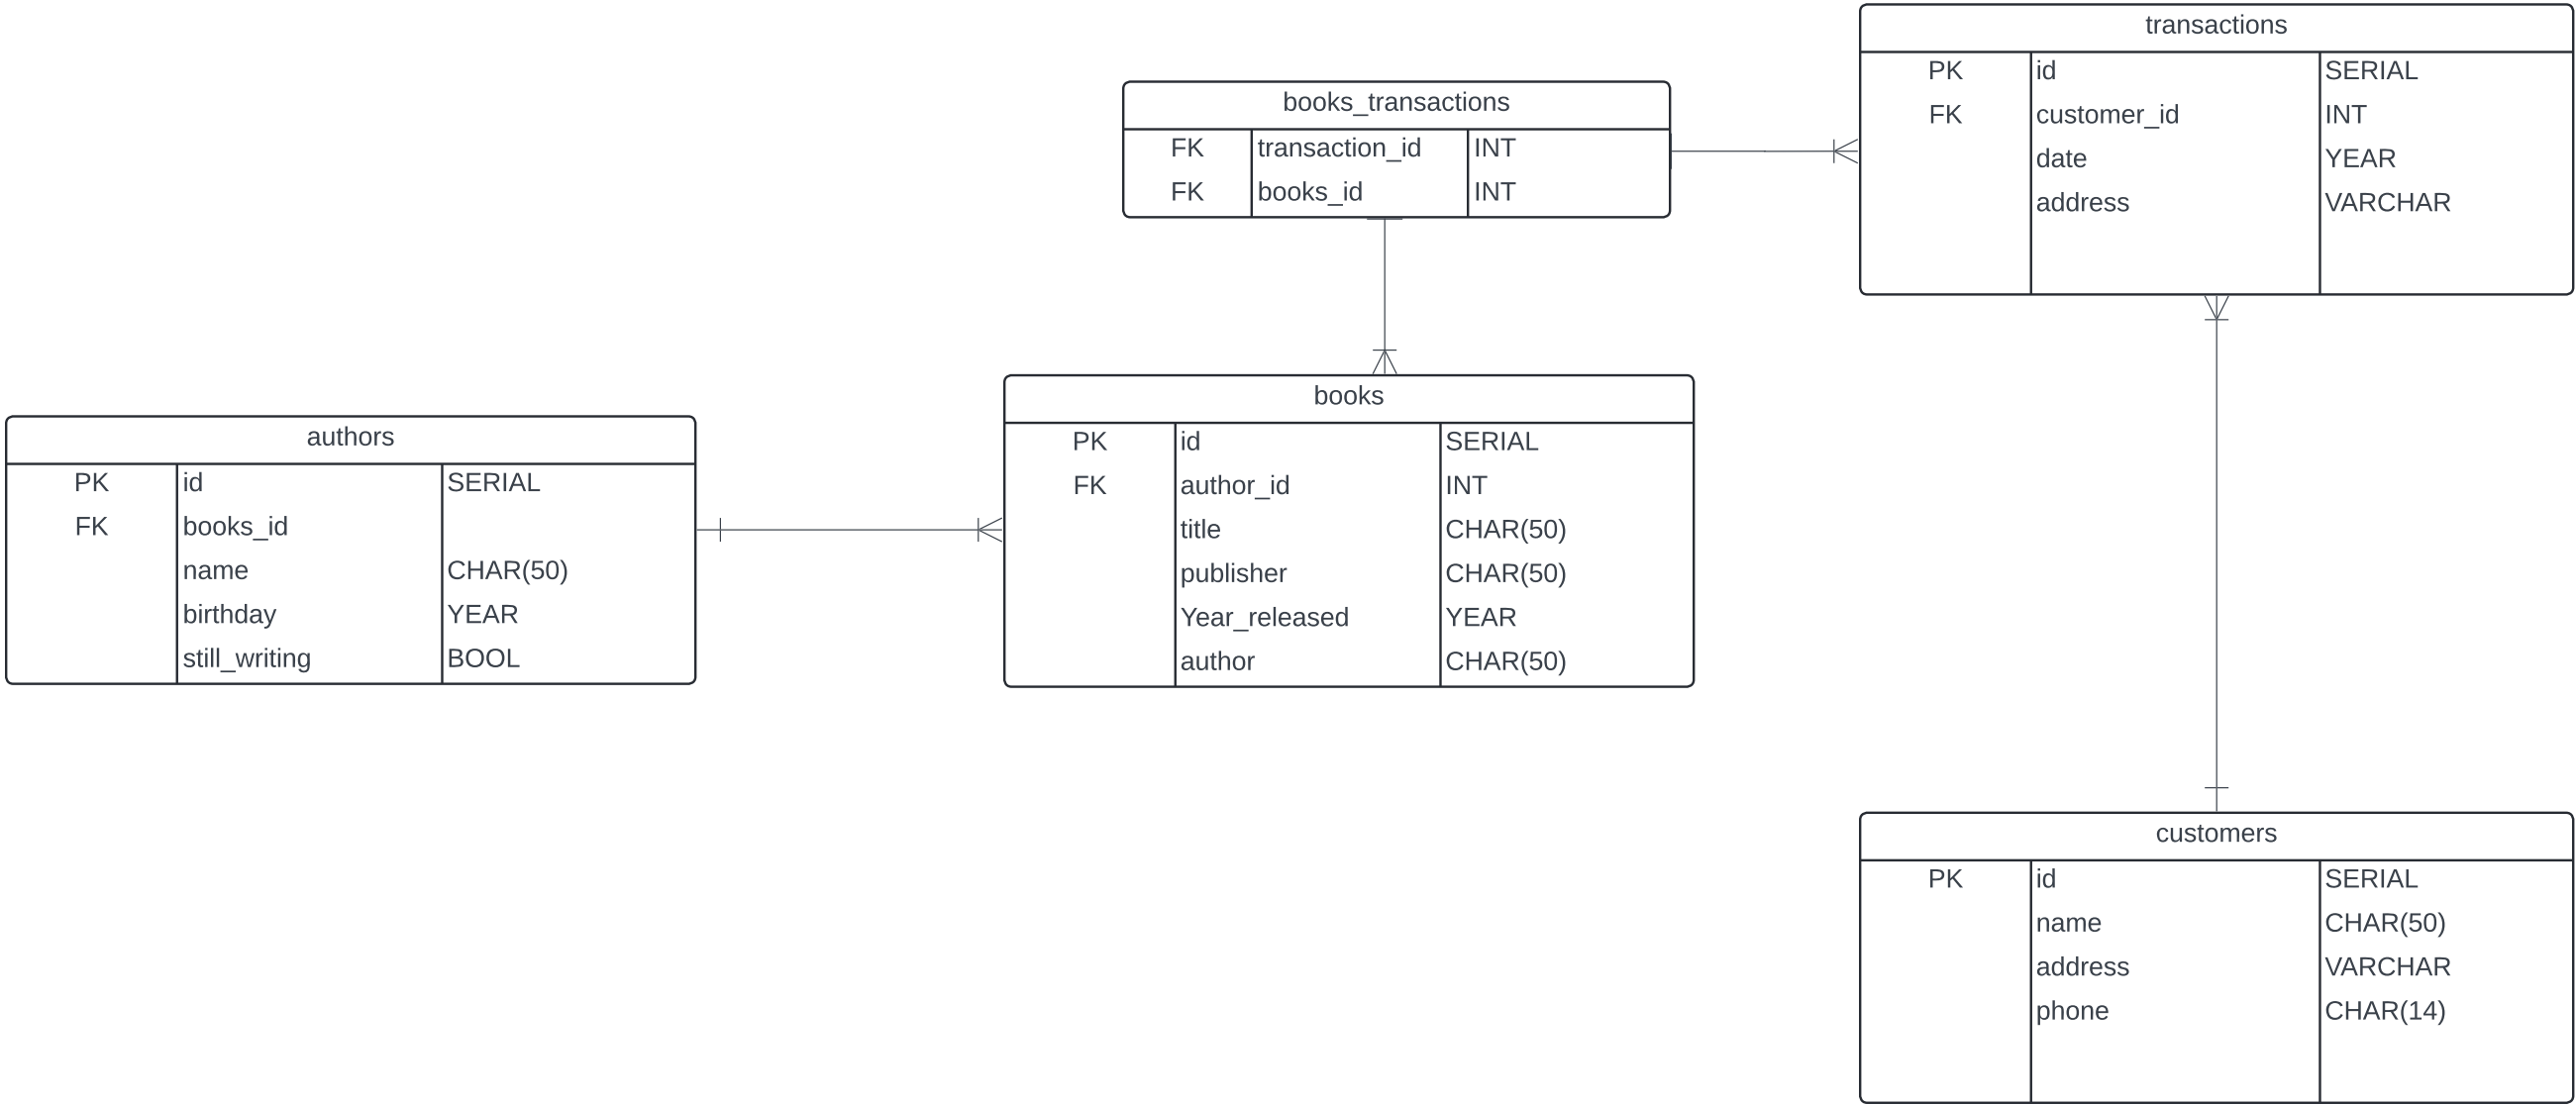 transactions
PK id SERIAL
FK customer_id INT
date YEAR
address VARCHAR
books_transactions
FK transaction_id INT
FK books_id INT
books
PK id SERIAL
FK author_id INT
title CHAR(50)
publisher CHAR(50)
Year_released YEAR
author CHAR(50)
authors
PK id SERIAL
FK books_id
name CHAR(50)
birthday YEAR
still_writing BOOL
customers
PK id SERIAL
name CHAR(50)
address VARCHAR
phone CHAR(14)